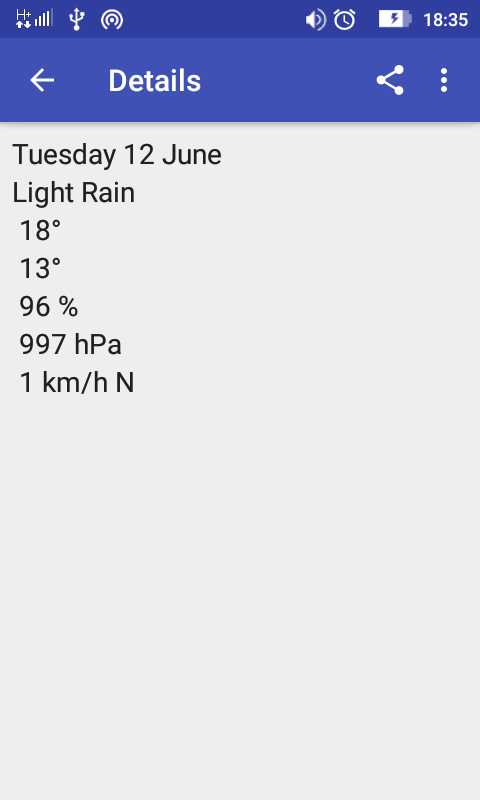 H+ 18:35
Details
Tuesday 12 June
Light Rain
18°
13°
96 %
997 hPa
1 km/h N